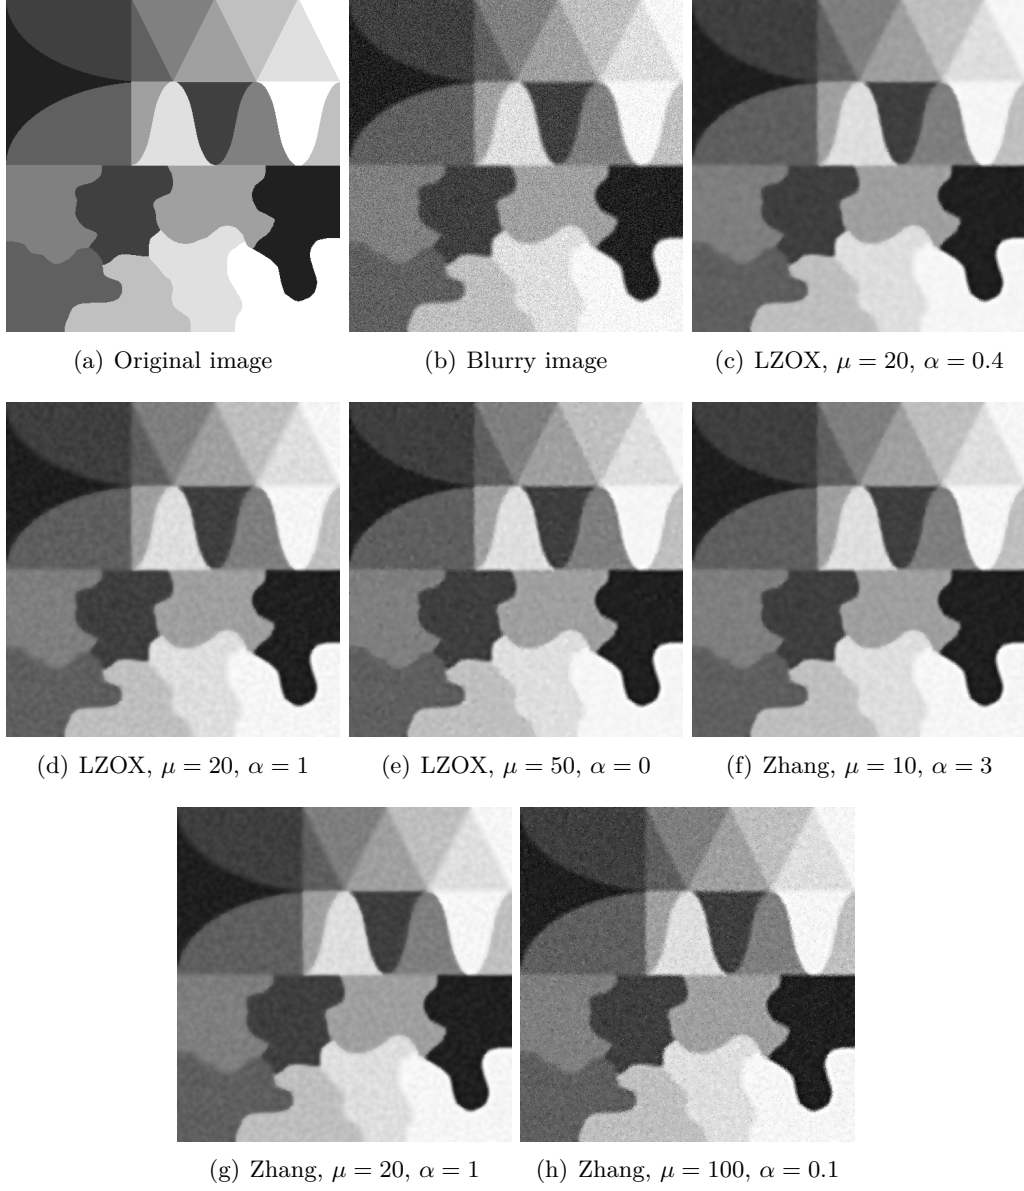 (a) Original image
(b) Blurry image
(c) LZOX, μ = 20, α = 0.4
(d) LZOX, μ = 20, α = 1
(e) LZOX, μ = 50, α = 0
(f) Zhang, μ = 10, α = 3
(g) Zhang, μ = 20, α = 1
(h) Zhang, μ = 100, α = 0.1